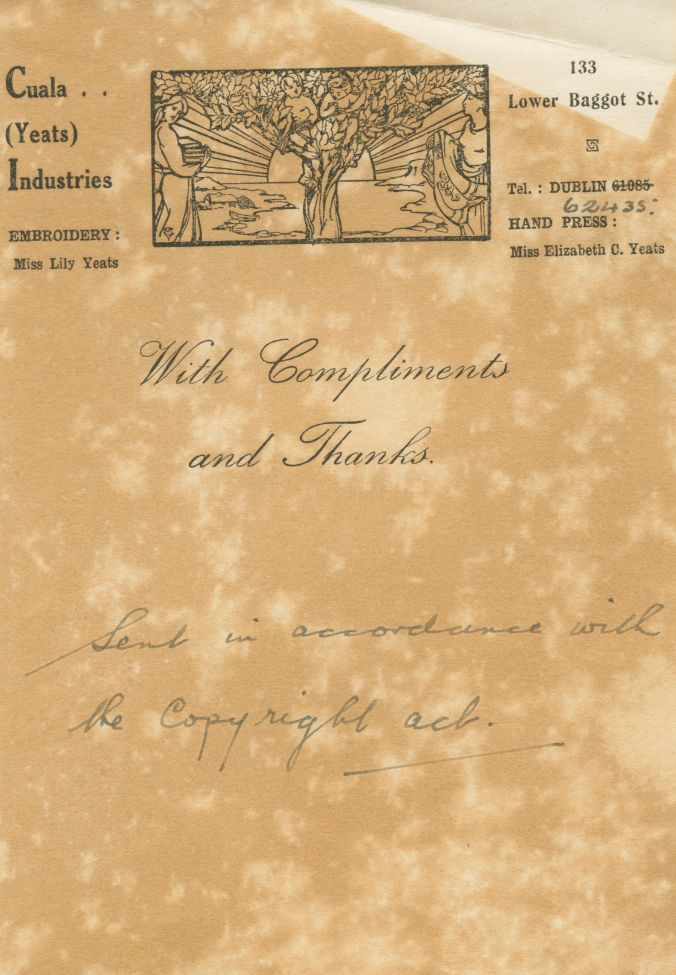 Cuala . .
(Yeats)
Industries
EMBROIDERY :
Miss Lily Yeats
133
Lower Baggot St.
Tel. : DUBLIN 61085
62435.
HAND PRESS :
Miss Elizabeth C. Yeats
With Compliments
and Thanks.
Sent in accordance with
the Copyright act.